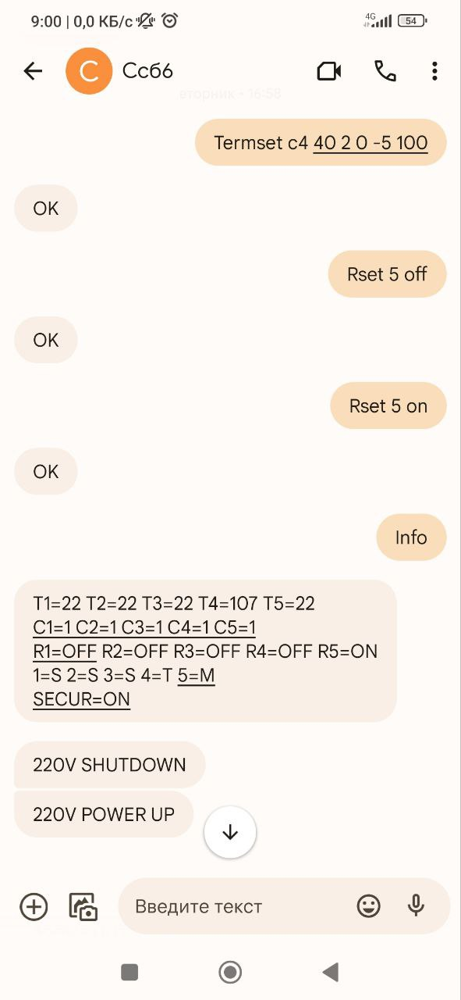 9:00 | 0,0 КБ/с
4G
54
C
Ссб6
вторник • 16:58
Termset c4 40 2 0 -5 100
OK
Rset 5 off
OK
Rset 5 on
OK
Info
T1=22 T2=22 T3=22 T4=107 T5=22
C1=1 C2=1 C3=1 C4=1 C5=1
R1=OFF R2=OFF R3=OFF R4=OFF R5=ON
1=S 2=S 3=S 4=T 5=M
SECUR=ON
220V SHUTDOWN
220V POWER UP
Введите текст